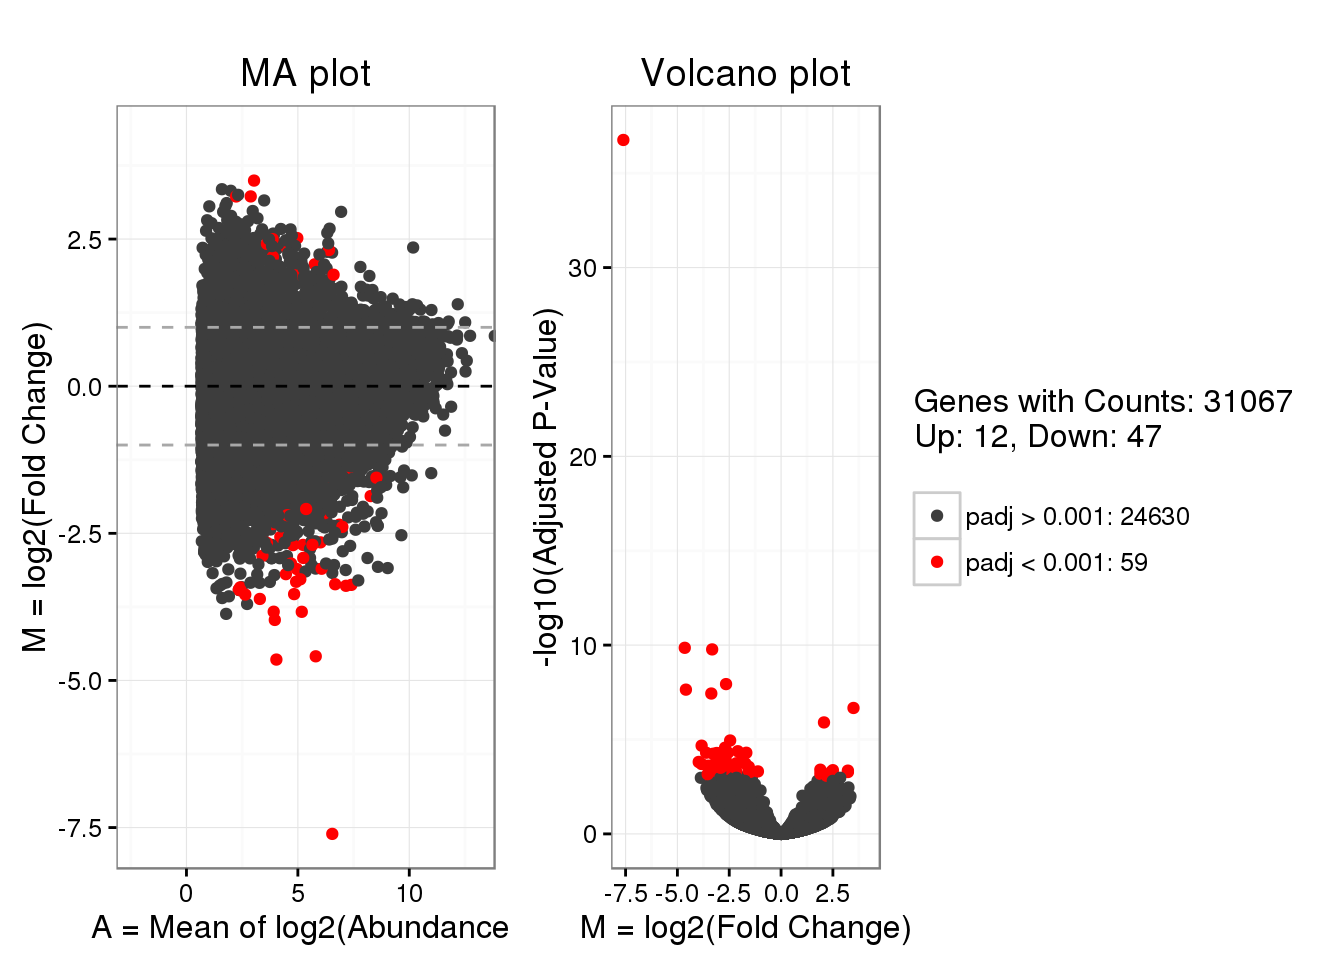 MA plot
M = log2(Fold Change)
2.5
0.0
-2.5
-5.0
-7.5
0 5 10
A = Mean of log2(Abundance
Volcano plot
-log10(Adjusted P-Value)
30
20
10
0
-7.5 -5.0 -2.5 0.0 2.5
M = log2(Fold Change)
Genes with Counts: 31067
Up: 12, Down: 47
padj > 0.001: 24630
padj < 0.001: 59